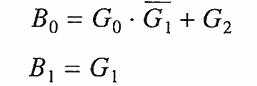 B₀ = G₀ · G̅₁ + G₂
B₁ = G₁